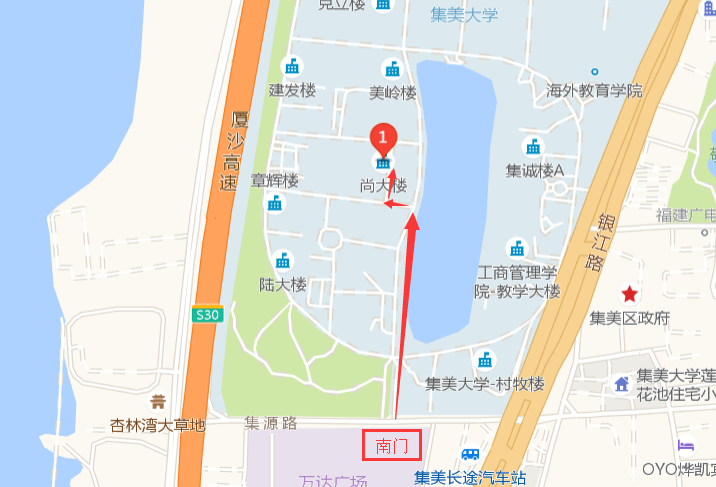 克立楼
集美大学
建发楼
美岭楼
海外教育学院
厦沙高速
1
集诚楼A
尚大楼
章辉楼
福建广电
银江路
工商管理学
院-教学大楼
陆大楼
S30
集美区政府
集美大学-村牧楼
集美大学莲
花池住宅小
杏林湾大草地
集源路
南门
万达广场
集美长途汽车站
OYO烨凯宾